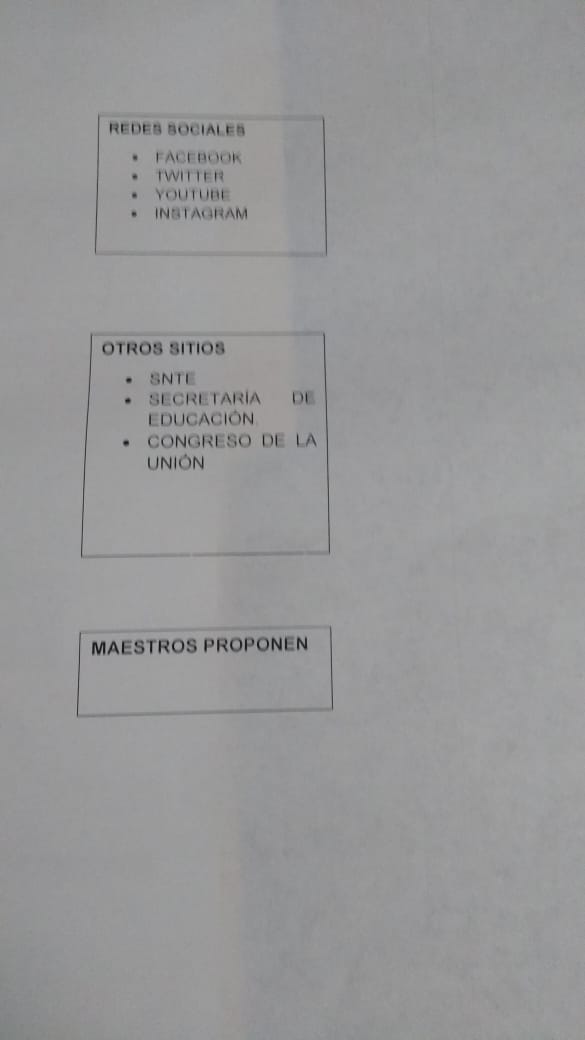 REDES SOCIALES
• FACEBOOK
• TWITTER
• YOUTUBE
• INSTAGRAM
OTROS SITIOS
• SNTE
• SECRETARÍA DE
EDUCACIÓN.
• CONGRESO DE LA
UNIÓN
MAESTROS PROPONEN